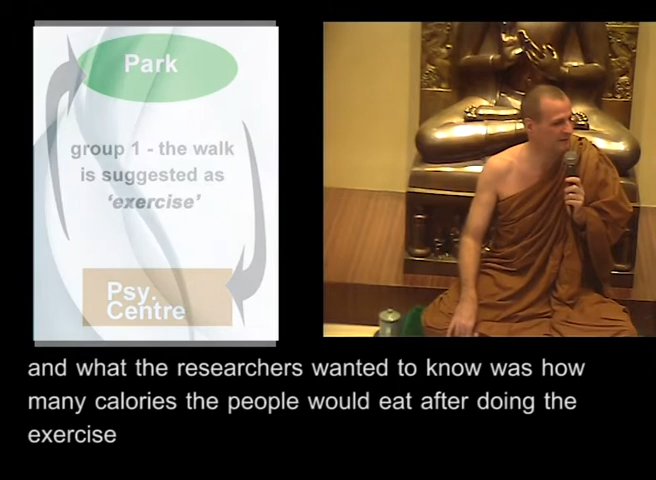 Park
group 1 - the walk
is suggested as
'exercise'
Psy.
Centre
and what the researchers wanted to know was how
many calories the people would eat after doing the
exercise